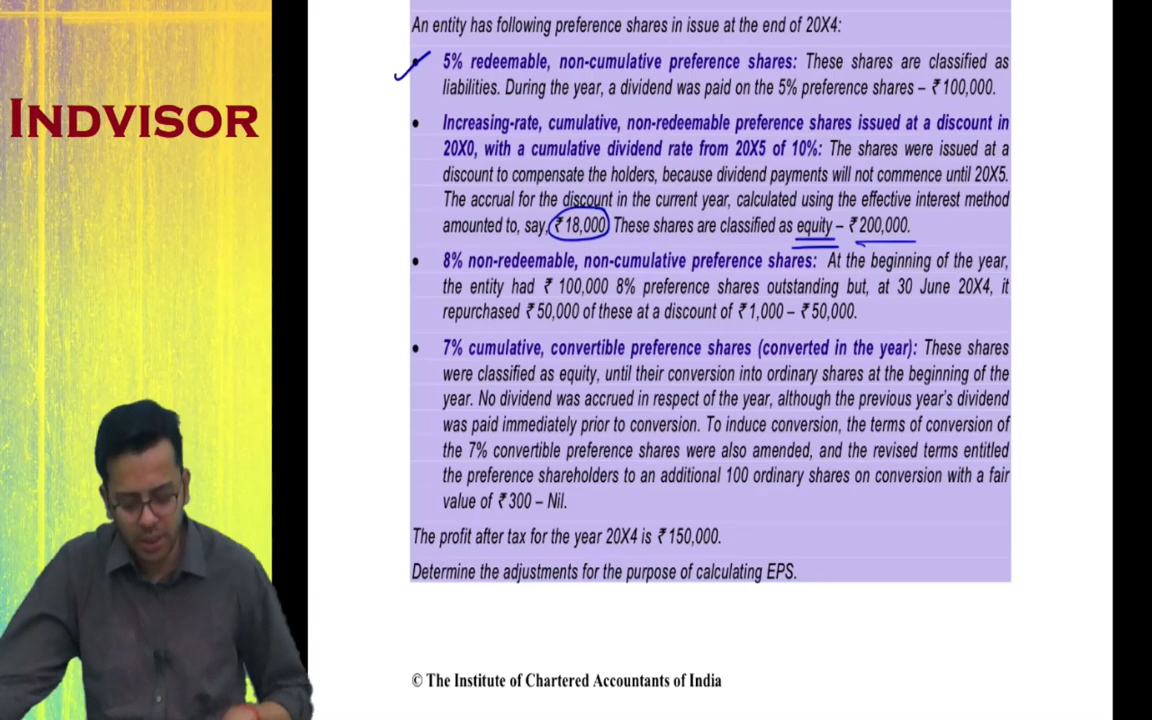 INDVISOR
An entity has following preference shares in issue at the end of 20X4:
• 5% redeemable, non-cumulative preference shares: These shares are classified as
liabilities. During the year, a dividend was paid on the 5% preference shares – ₹ 100,000.
• Increasing-rate, cumulative, non-redeemable preference shares issued at a discount in
20X0, with a cumulative dividend rate from 20X5 of 10%: The shares were issued at a
discount to compensate the holders, because dividend payments will not commence until 20X5.
The accrual for the discount in the current year, calculated using the effective interest method
amounted to, say, ₹ 18,000. These shares are classified as equity – ₹ 200,000.
• 8% non-redeemable, non-cumulative preference shares: At the beginning of the year,
the entity had ₹ 100,000 8% preference shares outstanding but, at 30 June 20X4, it
repurchased ₹ 50,000 of these at a discount of ₹ 1,000 – ₹ 50,000.
• 7% cumulative, convertible preference shares (converted in the year): These shares
were classified as equity, until their conversion into ordinary shares at the beginning of the
year. No dividend was accrued in respect of the year, although the previous year's dividend
was paid immediately prior to conversion. To induce conversion, the terms of conversion of
the 7% convertible preference shares were also amended, and the revised terms entitled
the preference shareholders to an additional 100 ordinary shares on conversion with a fair
value of ₹ 300 – Nil.
The profit after tax for the year 20X4 is ₹ 150,000.
Determine the adjustments for the purpose of calculating EPS.
© The Institute of Chartered Accountants of India